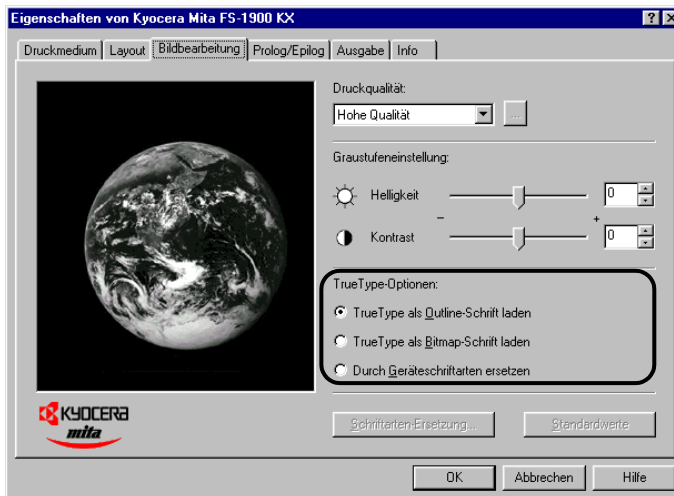 Eigenschaften von Kyocera Mita FS-1900 KX
Druckmedium Layout Bildbearbeitung Prolog/Epilog Ausgabe Info
Druckqualität:
Hohe Qualität ...
Graustufeneinstellung:
Helligkeit 0
- +
Kontrast 0
TrueType-Optionen:
TrueType als Outline-Schrift laden
TrueType als Bitmap-Schrift laden
Durch Geräteschriftarten ersetzen
KYOCERA
mita
Schriftarten-Ersetzung... Standardwerte
OK Abbrechen Hilfe